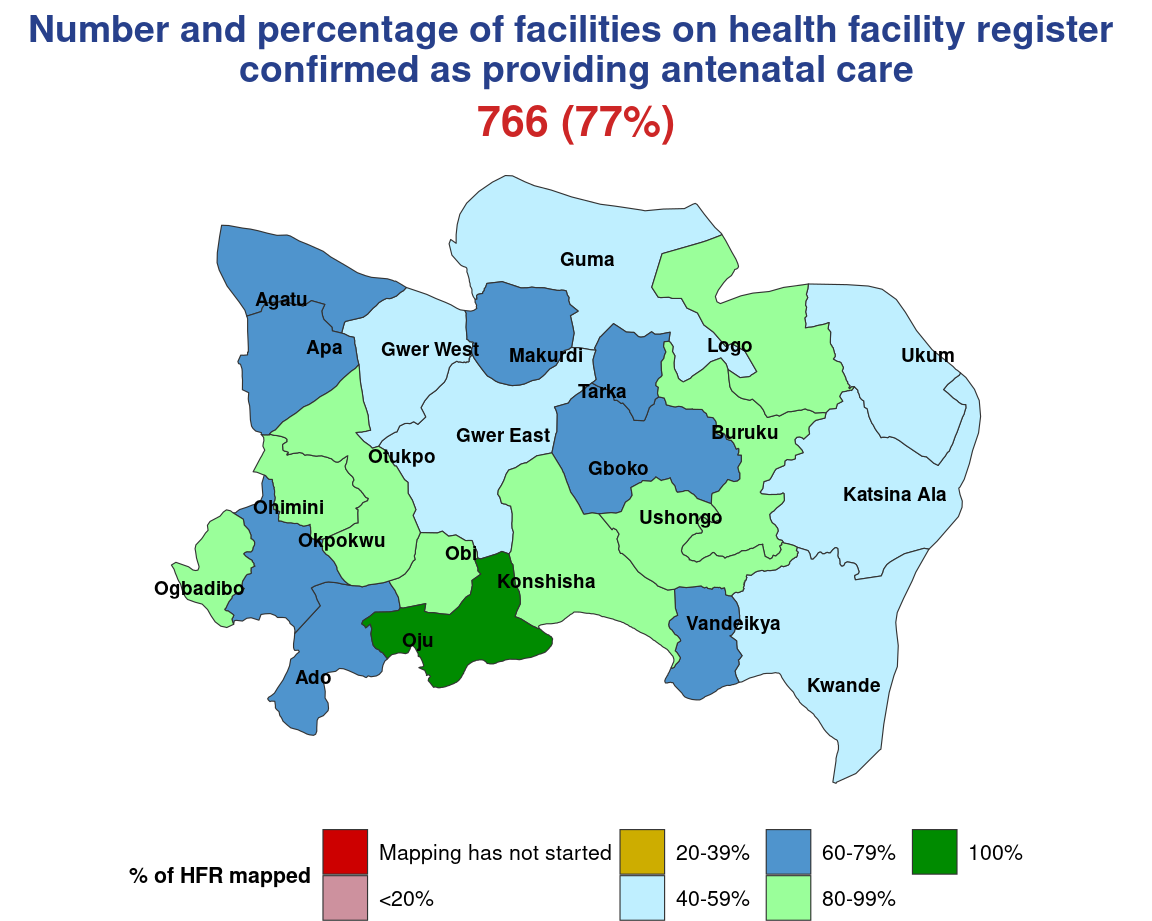 Number and percentage of facilities on health facility register
confirmed as providing antenatal care
766 (77%)
Guma
Agatu
Apa
Gwer West
Makurdi
Logo
Ukum
Tarka
Gwer East
Buruku
Otukpo
Gboko
Katsina Ala
Ohimini
Ushongo
Okpokwu
Obi
Konshisha
Ogbadibo
Vandeikya
Oju
Ado
Kwande
% of HFR mapped
Mapping has not started
<20%
20-39%
40-59%
60-79%
80-99%
100%